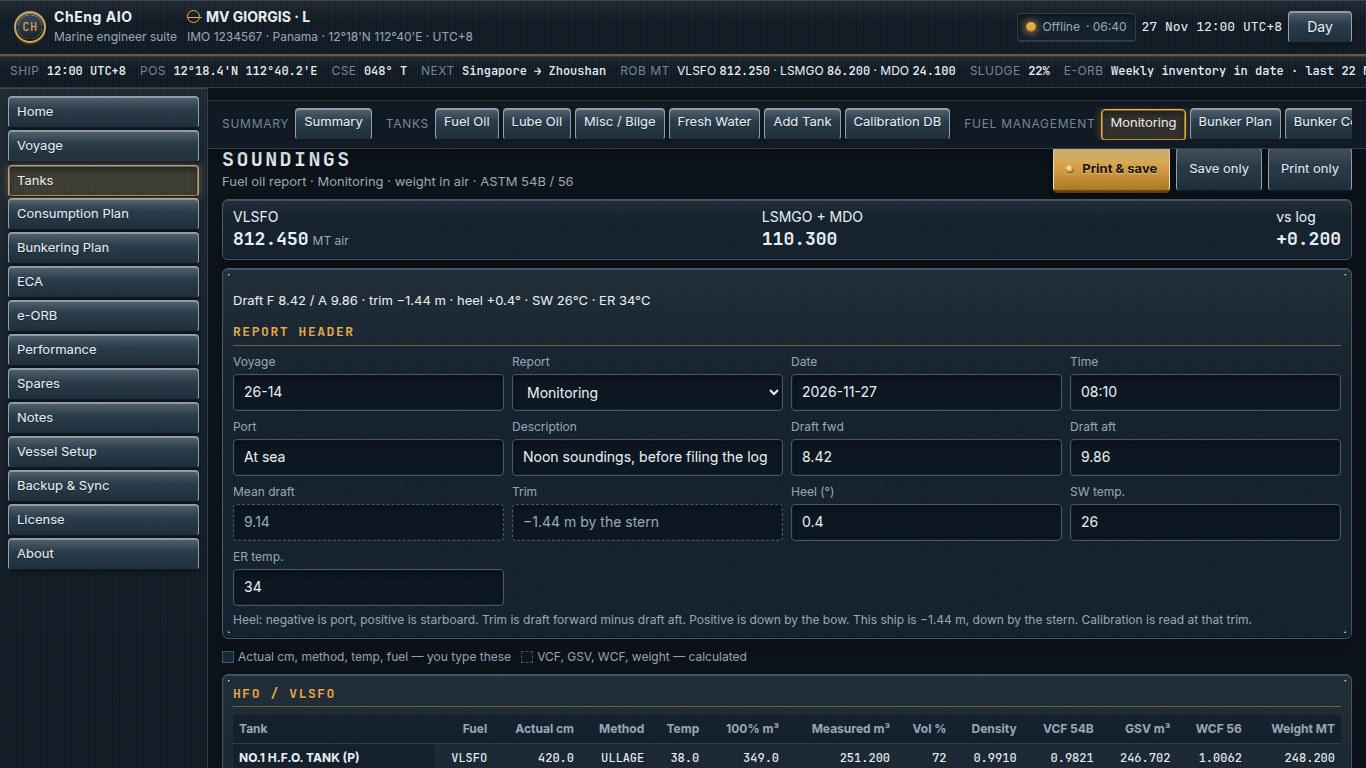 CH
ChEng AIO
Marine engineer suite
MV GIORGIS · L
IMO 1234567 · Panama · 12°18'N 112°40'E · UTC+8
Offline · 06:40
27 Nov 12:00 UTC+8
Day
SHIP 12:00 UTC+8 POS 12°18.4'N 112°40.2'E CSE 048° T NEXT Singapore → Zhoushan ROB MT VLSFO 812.250 · LSMGO 86.200 · MDO 24.100 SLUDGE 22% E-ORB Weekly inventory in date · last 22
Home
Voyage
Tanks
Consumption Plan
Bunkering Plan
ECA
e-ORB
Performance
Spares
Notes
Vessel Setup
Backup & Sync
License
About
SUMMARY Summary TANKS Fuel Oil Lube Oil Misc / Bilge Fresh Water Add Tank Calibration DB FUEL MANAGEMENT Monitoring Bunker Plan Bunker
SOUNDINGS
Fuel oil report · Monitoring · weight in air · ASTM 54B / 56
Print & save Save only Print only
VLSFO LSMGO + MDO vs log
812.450 MT air 110.300 +0.200
Draft F 8.42 / A 9.86 · trim −1.44 m · heel +0.4° · SW 26°C · ER 34°C
REPORT HEADER
Voyage Report Date Time
26-14 Monitoring 2026-11-27 08:10
Port Description Draft fwd Draft aft
At sea Noon soundings, before filing the log 8.42 9.86
Mean draft Trim Heel (°) SW temp.
9.14 −1.44 m by the stern 0.4 26
ER temp.
34
Heel: negative is port, positive is starboard. Trim is draft forward minus draft aft. Positive is down by the bow. This ship is −1.44 m, down by the stern. Calibration is read at that trim.
Actual cm, method, temp, fuel — you type these VCF, GSV, WCF, weight — calculated
HFO / VLSFO
Tank Fuel Actual cm Method Temp 100% m³ Measured m³ Vol % Density VCF 54B GSV m³ WCF 56 Weight MT
NO.1 H.F.O. TANK (P) VLSFO 420.0 ULLAGE 38.0 349.0 251.200 72 0.9910 0.9821 246.702 1.0062 248.200